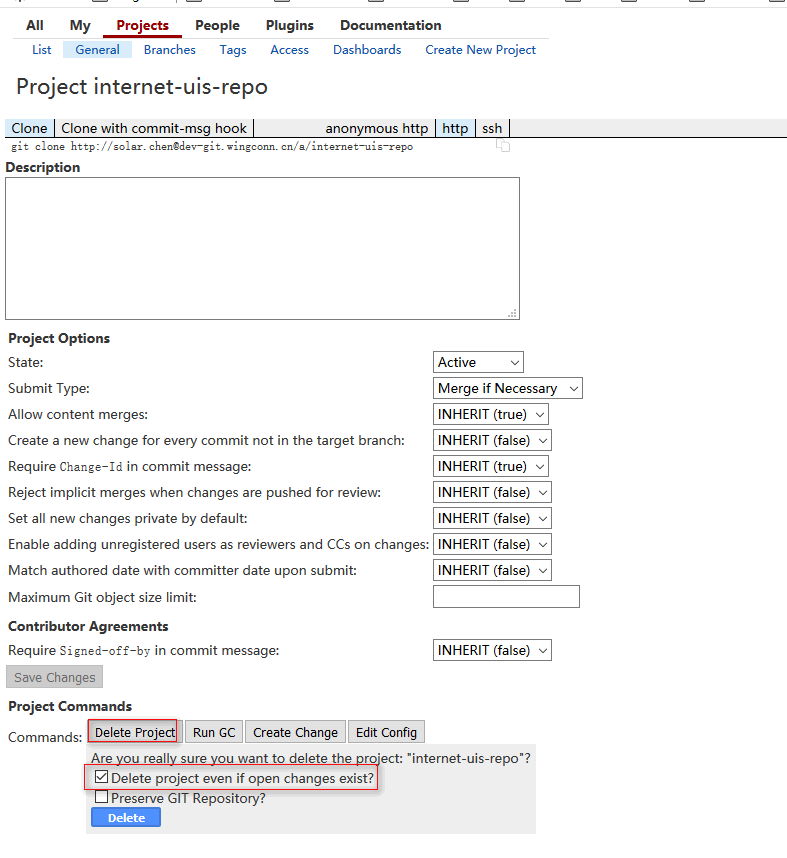 All My Projects People Plugins Documentation
List General Branches Tags Access Dashboards Create New Project
Project internet-uis-repo
Clone Clone with commit-msg hook anonymous http http ssh
git clone http://solar.chen@dev-git.wingconn.cn/a/internet-uis-repo
Description
Project Options
State: Active
Submit Type: Merge if Necessary
Allow content merges: INHERIT (true)
Create a new change for every commit not in the target branch: INHERIT (false)
Require Change-Id in commit message: INHERIT (true)
Reject implicit merges when changes are pushed for review: INHERIT (false)
Set all new changes private by default: INHERIT (false)
Enable adding unregistered users as reviewers and CCs on changes: INHERIT (false)
Match authored date with committer date upon submit: INHERIT (false)
Maximum Git object size limit:
Contributor Agreements
Require Signed-off-by in commit message: INHERIT (false)
Save Changes
Project Commands
Commands: Delete Project Run GC Create Change Edit Config
Are you really sure you want to delete the project: "internet-uis-repo"?
Delete project even if open changes exist?
Preserve GIT Repository?
Delete